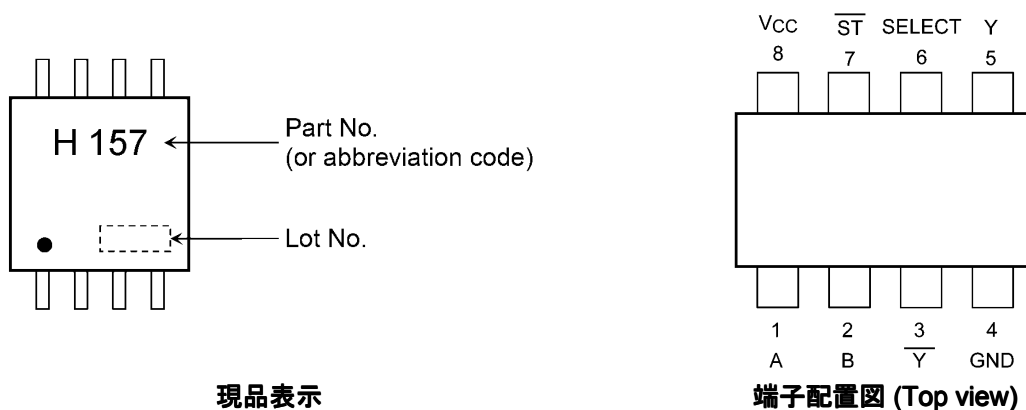 H 157
Part No.
(or abbreviation code)
Lot No.
現品表示
VCC S̅T̅ SELECT Y
8 7 6 5
1 2 3 4
A B Y̅ GND
端子配置図 (Top view)